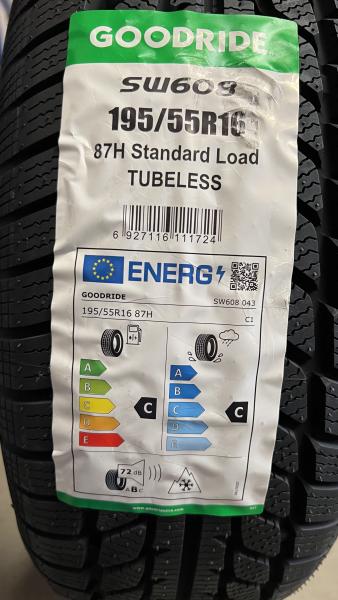 GOODRIDE
SW608
195/55R16
87H Standard Load
TUBELESS
6 927116 111724
ENERG
GOODRIDE SW608 043
195/55R16 87H C1
A
B
C
D
E
C
A
B
C
D
E
C
72 dB
ABC